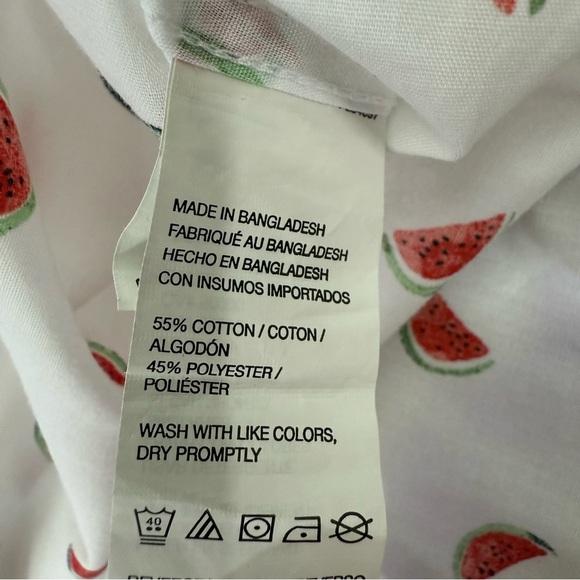 MADE IN BANGLADESH
FABRIQUÉ AU BANGLADESH
HECHO EN BANGLADESH
CON INSUMOS IMPORTADOS
55% COTTON / COTON /
ALGODÓN
45% POLYESTER /
POLIÉSTER
WASH WITH LIKE COLORS,
DRY PROMPTLY
40